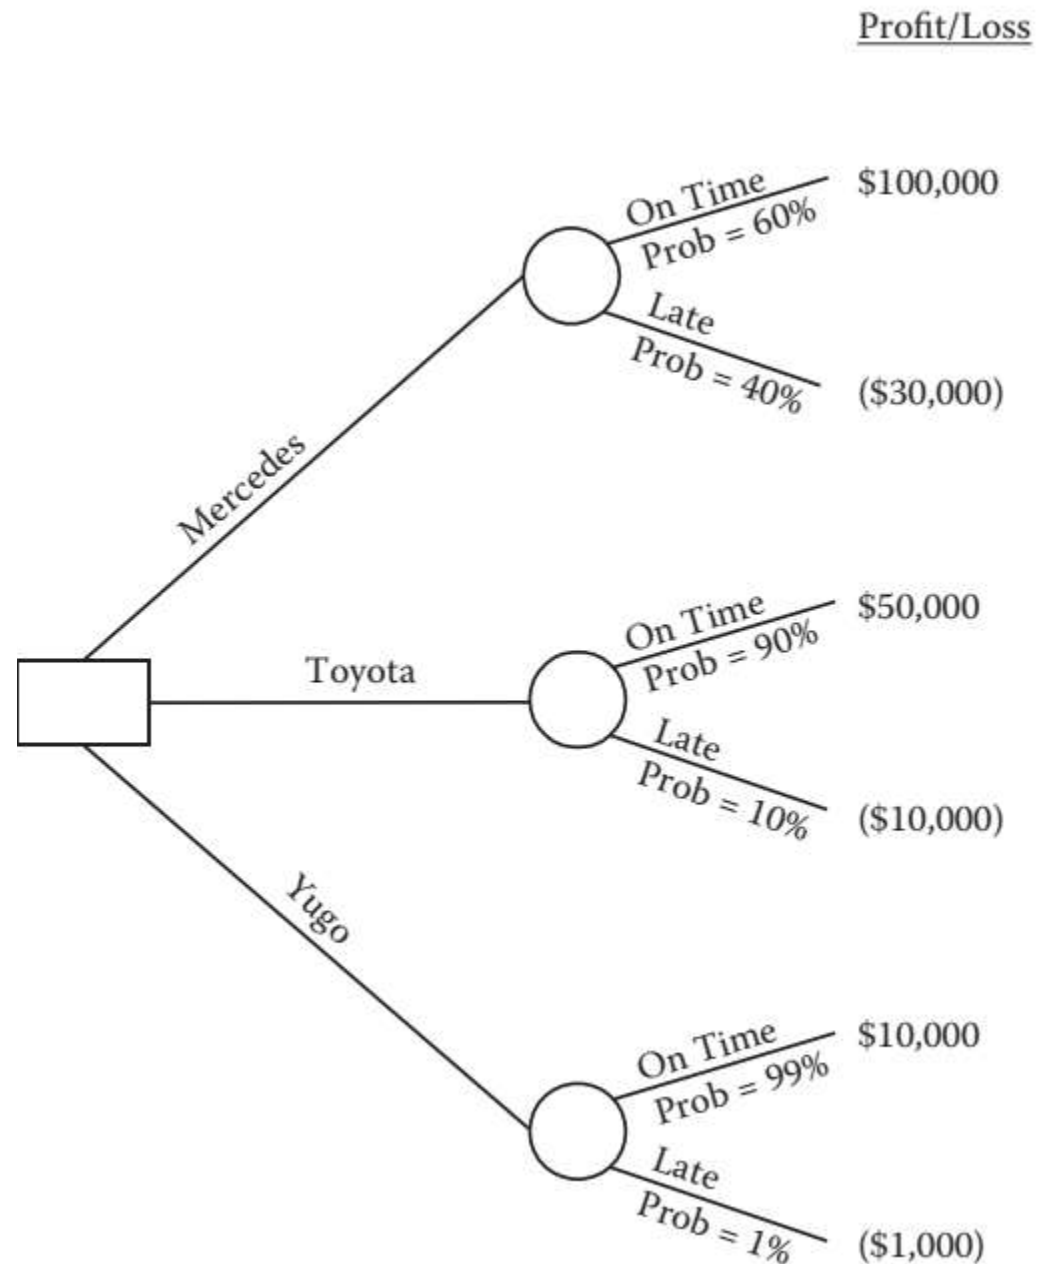 Profit/Loss
On Time
Prob = 60%
$100,000
Late
Prob = 40%
($30,000)
Mercedes
On Time
Prob = 90%
$50,000
Toyota
Late
Prob = 10%
($10,000)
Yugo
On Time
Prob = 99%
$10,000
Late
Prob = 1%
($1,000)